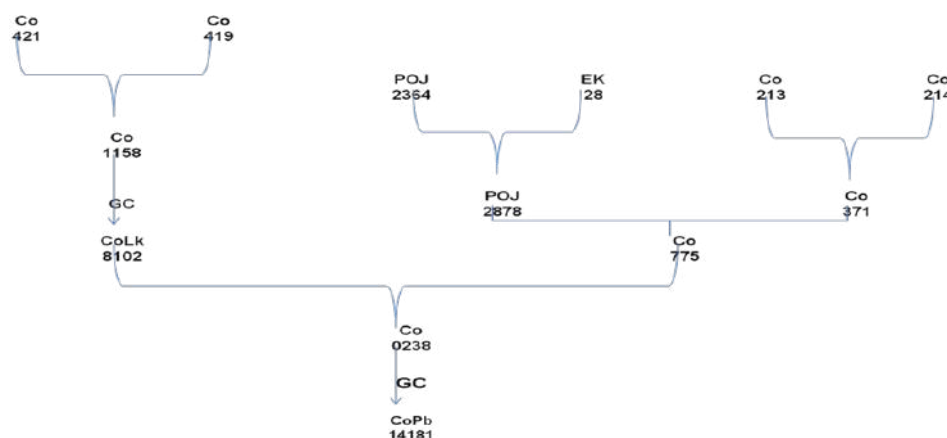 Co
421
Co
419
POJ
2364
EK
28
Co
213
Co
214
Co
1158
GC
POJ
2878
Co
371
CoLk
8102
Co
775
Co
0238
GC
CoPb
14181